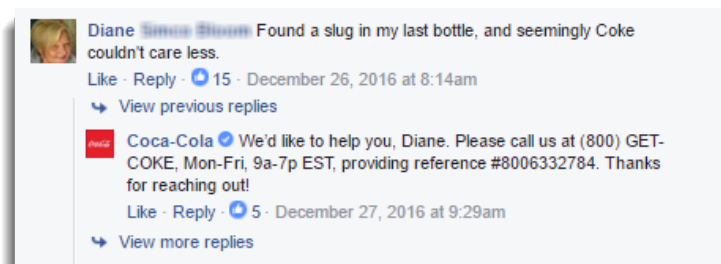 Diane Found a slug in my last bottle, and seemingly Coke
couldn't care less.
Like · Reply · 15 · December 26, 2016 at 8:14am
View previous replies
Coca-Cola We'd like to help you, Diane. Please call us at (800) GET-
COKE, Mon-Fri, 9a-7p EST, providing reference #8006332784. Thanks
for reaching out!
Like · Reply · 5 · December 27, 2016 at 9:29am
View more replies